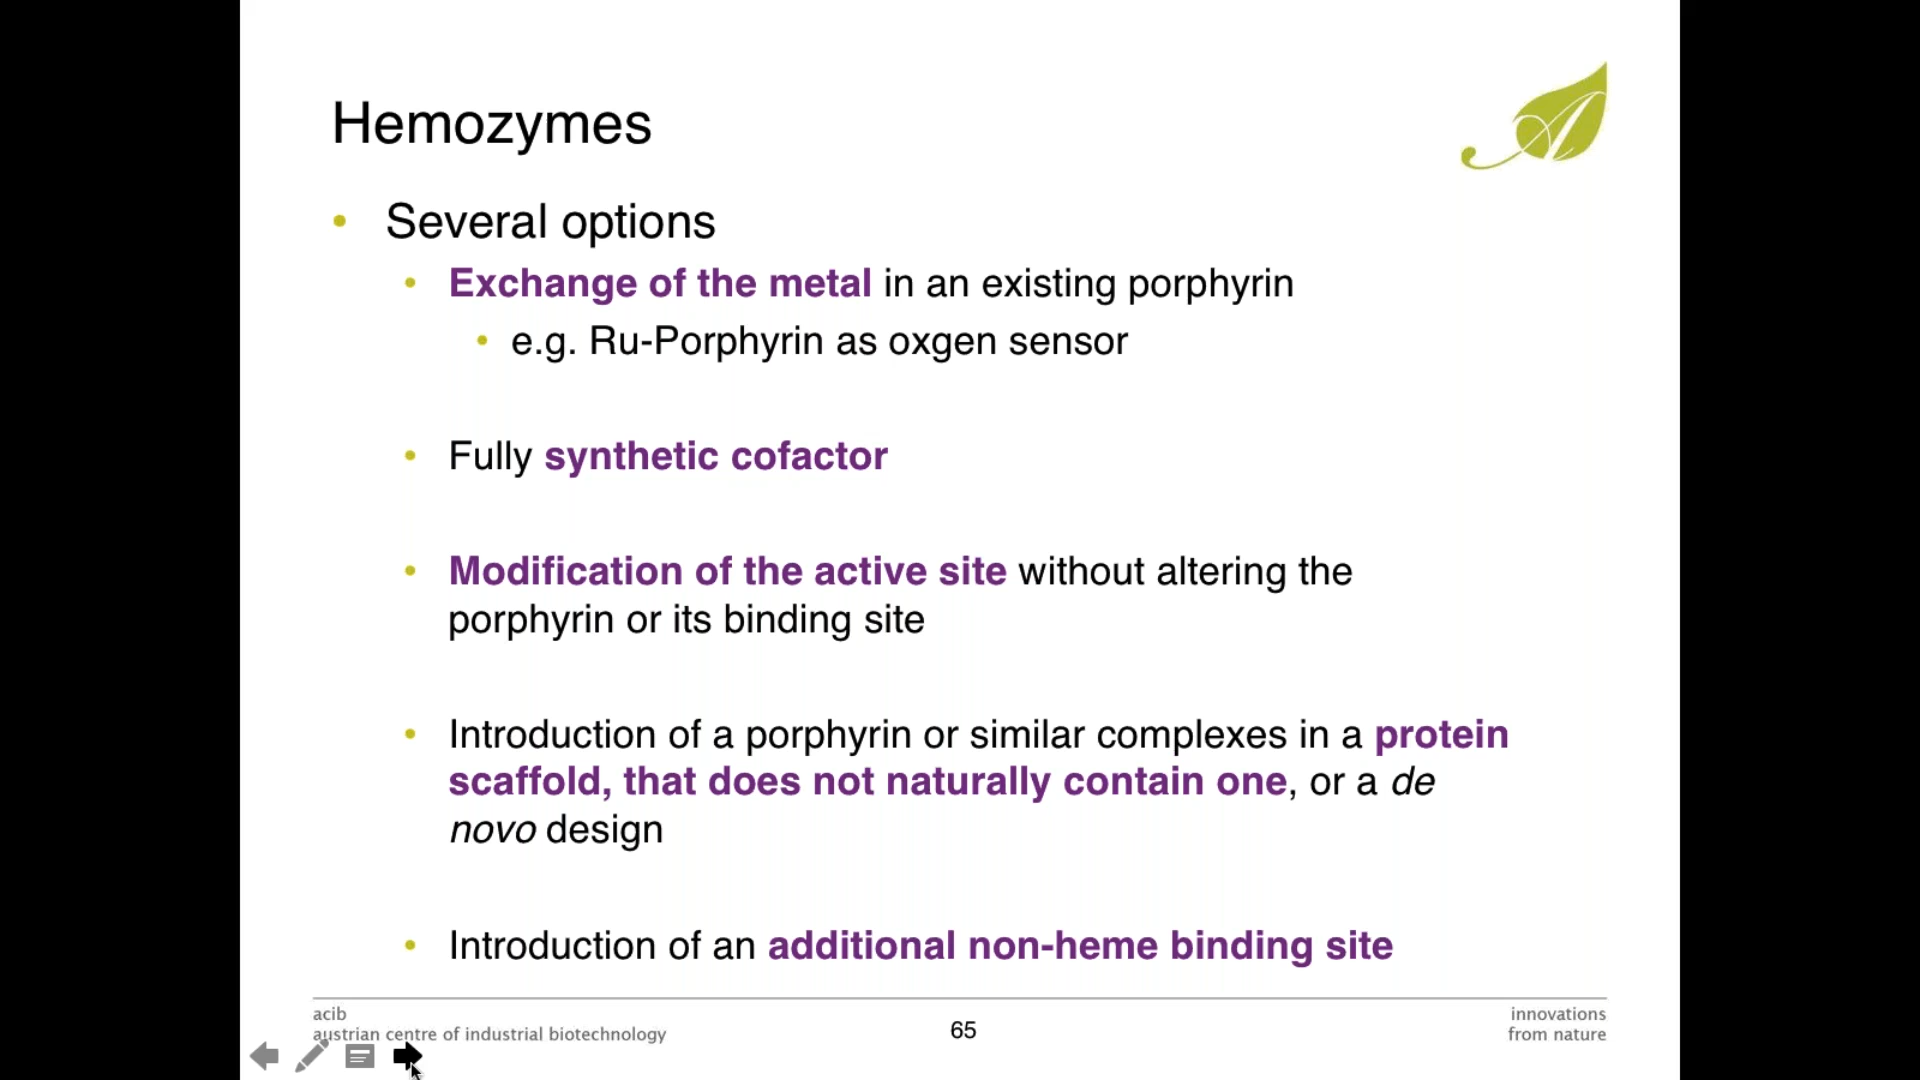 Hemozymes
• Several options
• Exchange of the metal in an existing porphyrin
• e.g. Ru-Porphyrin as oxgen sensor
• Fully synthetic cofactor
• Modification of the active site without altering the
porphyrin or its binding site
• Introduction of a porphyrin or similar complexes in a protein
scaffold, that does not naturally contain one, or a de
novo design
• Introduction of an additional non-heme binding site
acib
austrian centre of industrial biotechnology
65
innovations
from nature